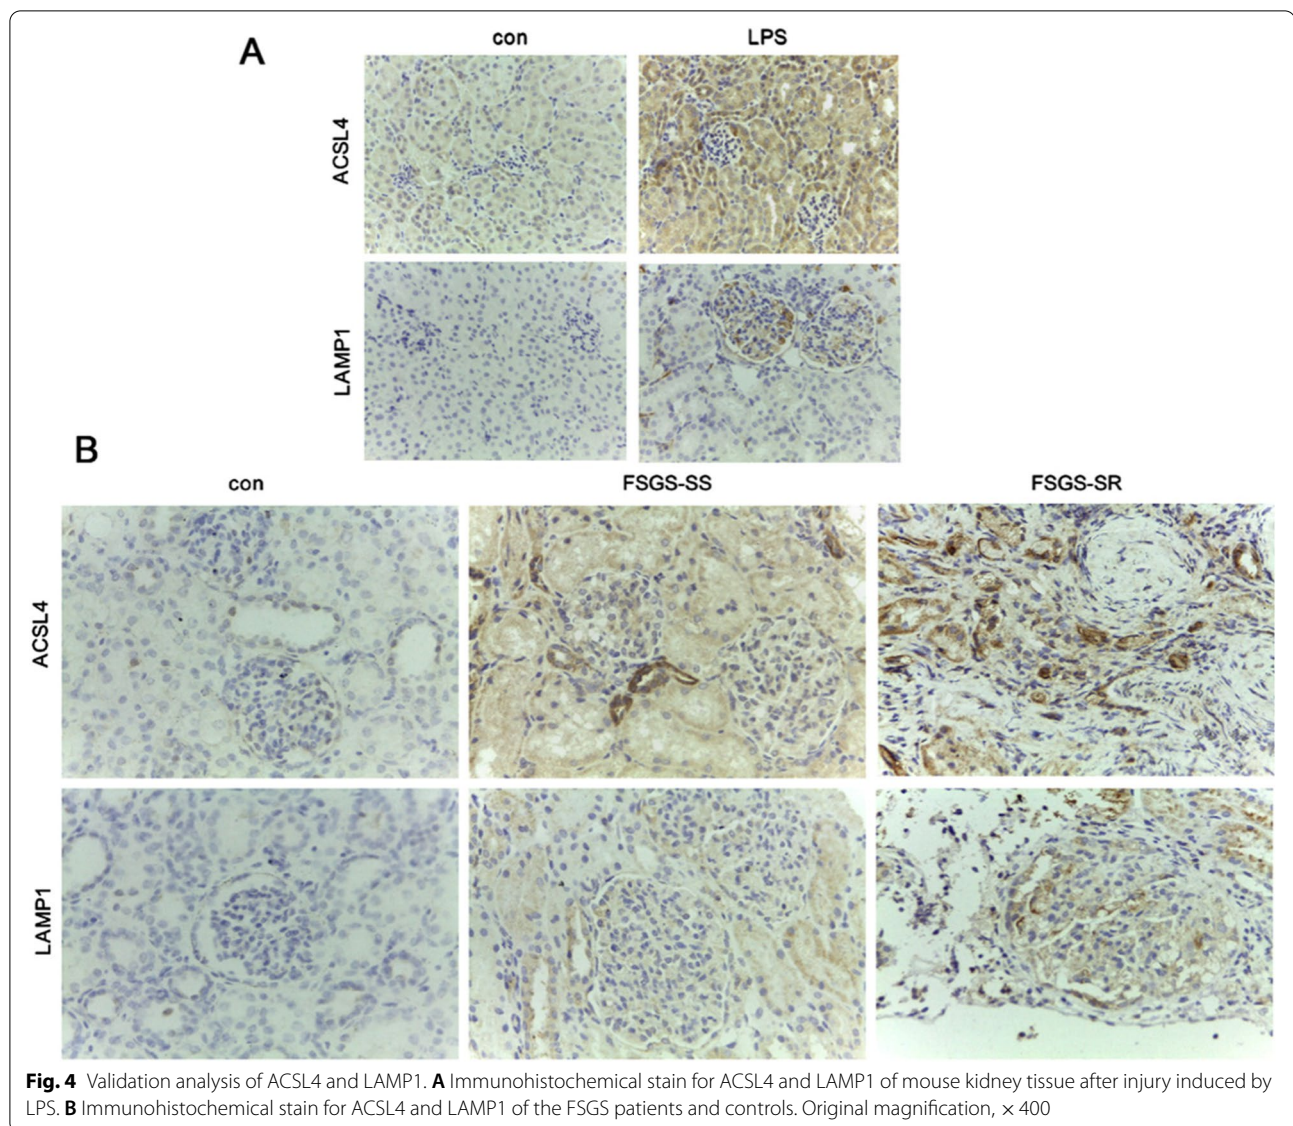 A
con
LPS
ACSL4
LAMP1
B
con
FSGS-SS
FSGS-SR
ACSL4
LAMP1
Fig. 4 Validation analysis of ACSL4 and LAMP1. A Immunohistochemical stain for ACSL4 and LAMP1 of mouse kidney tissue after injury induced by
LPS. B Immunohistochemical stain for ACSL4 and LAMP1 of the FSGS patients and controls. Original magnification, × 400